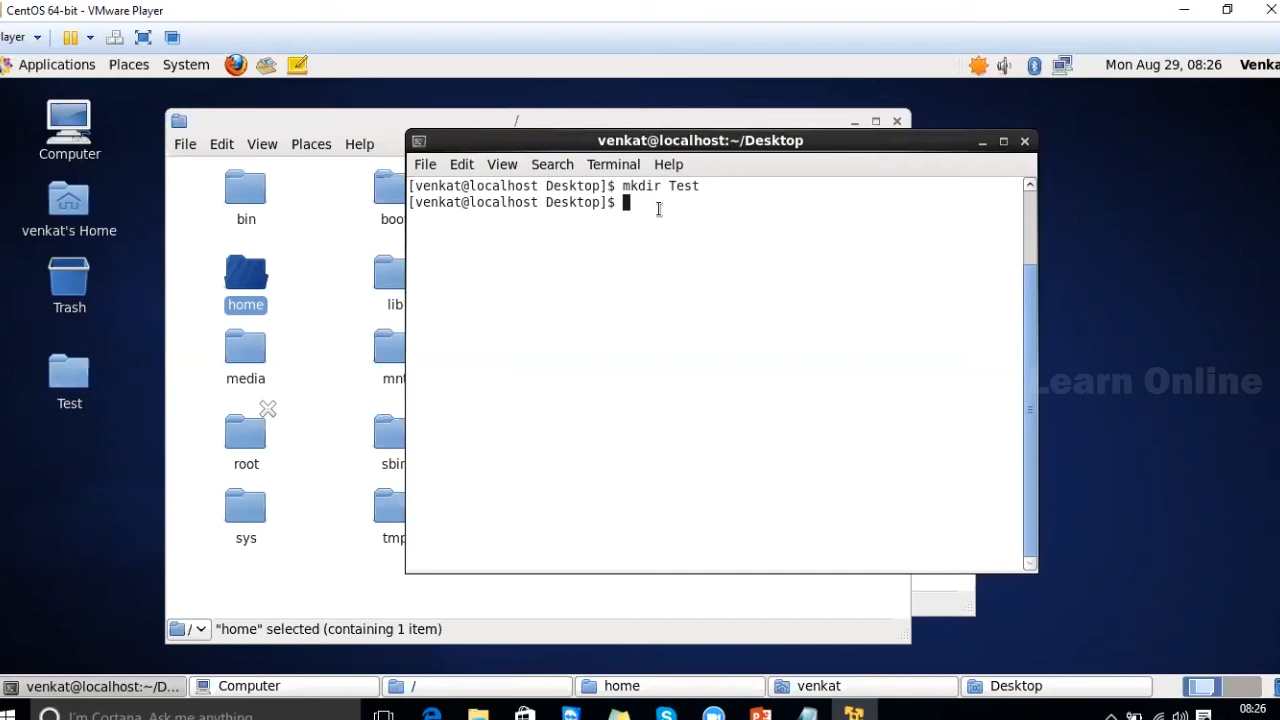 CentOS 64-bit - VMware Player
layer
Applications Places System Mon Aug 29, 08:26 Venka
Computer
venkat's Home
Trash
Test
/
File Edit View Places Help
bin
boo
home
lib
media
mnt
root
sbin
sys
tmp
/ "home" selected (containing 1 item)
venkat@localhost:~/Desktop
File Edit View Search Terminal Help
[venkat@localhost Desktop]$ mkdir Test
[venkat@localhost Desktop]$
Learn Online
venkat@localhost:~/D... Computer / home venkat Desktop
I'm Cortana. Ask me anything. 08:26